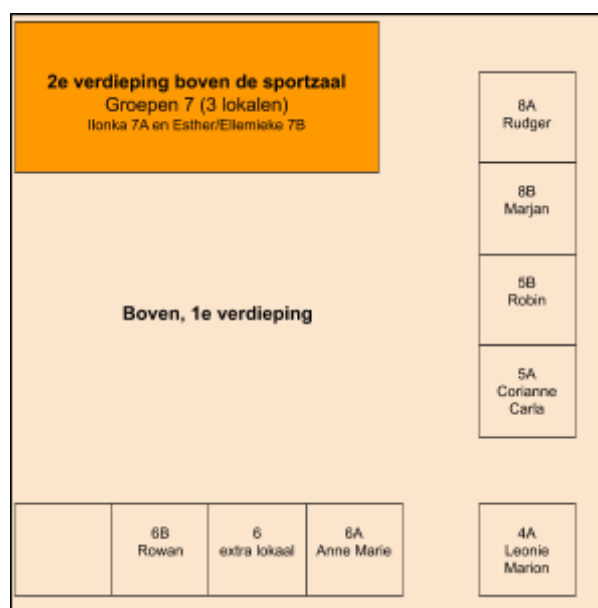 2e verdieping boven de sportzaal
Groepen 7 (3 lokalen)
Ilonka 7A en Esther/Ellemieke 7B
8A
Rudger
8B
Marjan
5B
Robin
Boven, 1e verdieping
5A
Corianne
Carla
6B
Rowan
6
extra lokaal
6A
Anne Marie
4A
Leonie
Marion